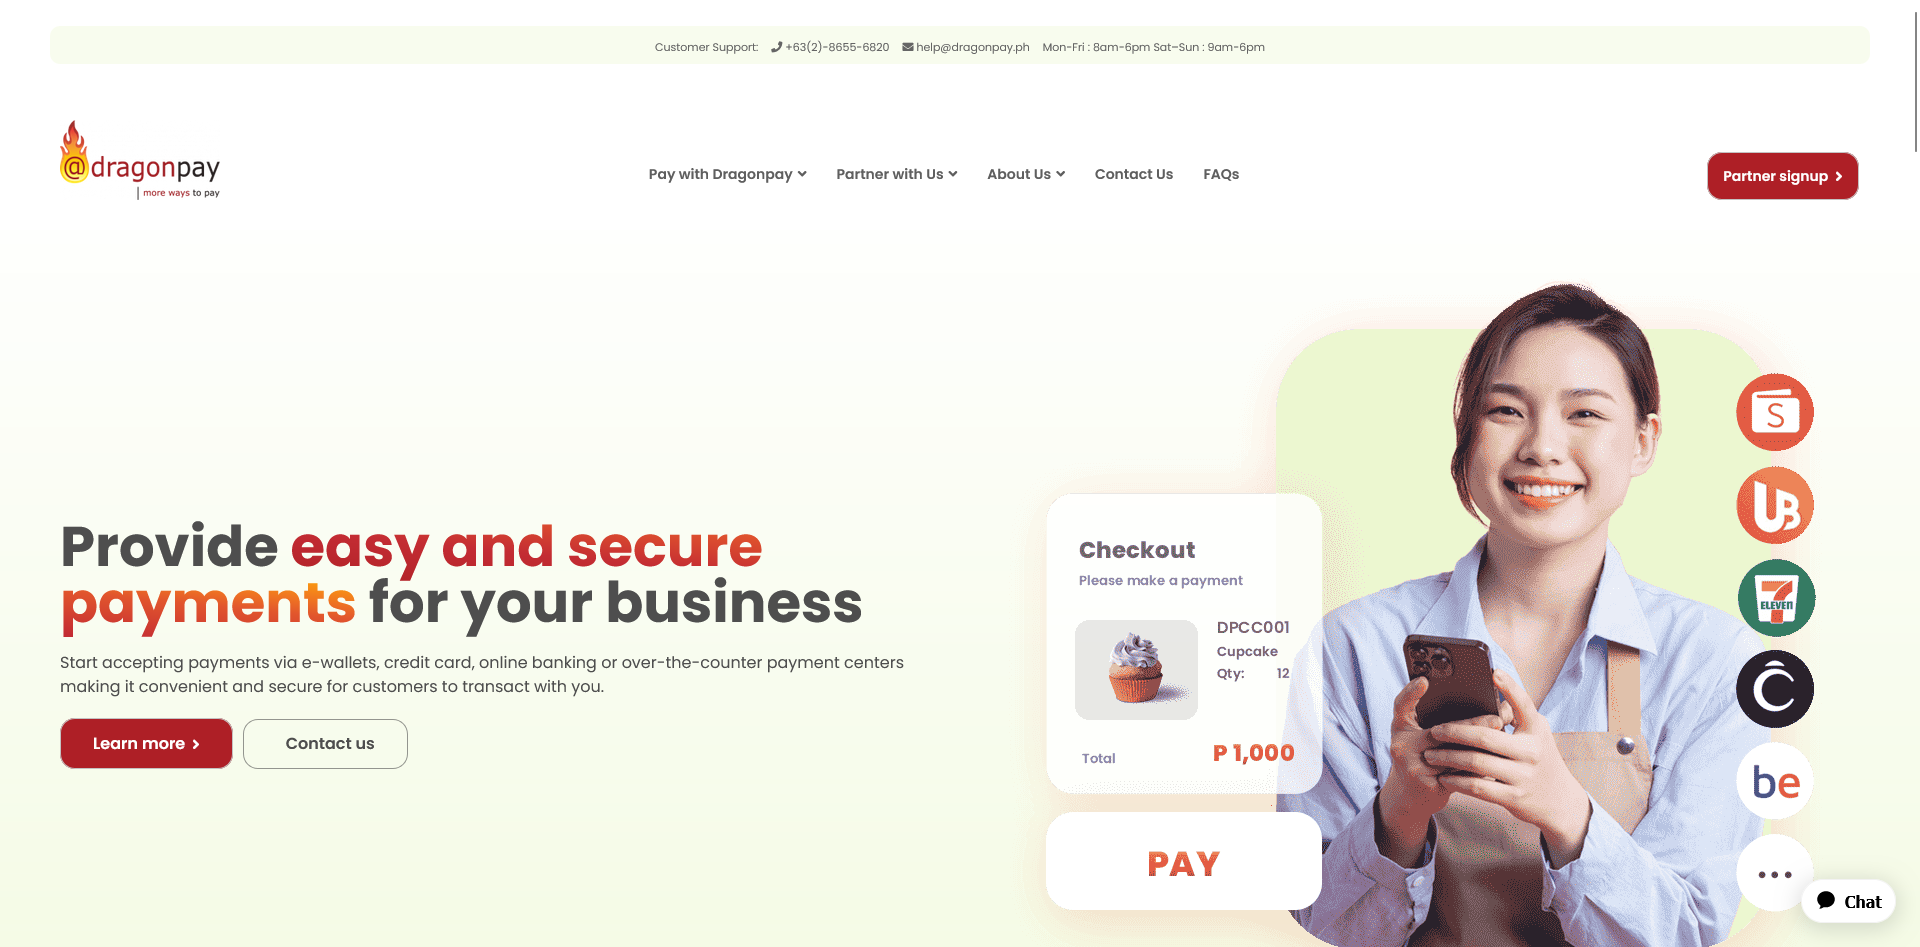 Customer Support: +63(2)-8655-6820 help@dragonpay.ph Mon-Fri : 8am-6pm Sat–Sun : 9am-6pm
@dragonpay
more ways to pay
Pay with Dragonpay Partner with Us About Us Contact Us FAQs
Partner signup
Provide easy and secure
payments for your business
Start accepting payments via e-wallets, credit card, online banking or over-the-counter payment centers
making it convenient and secure for customers to transact with you.
Learn more
Contact us
Checkout
Please make a payment
DPCC001
Cupcake
Qty: 12
Total P 1,000
PAY
S
UB
7
ELEVEn
C
be
Chat